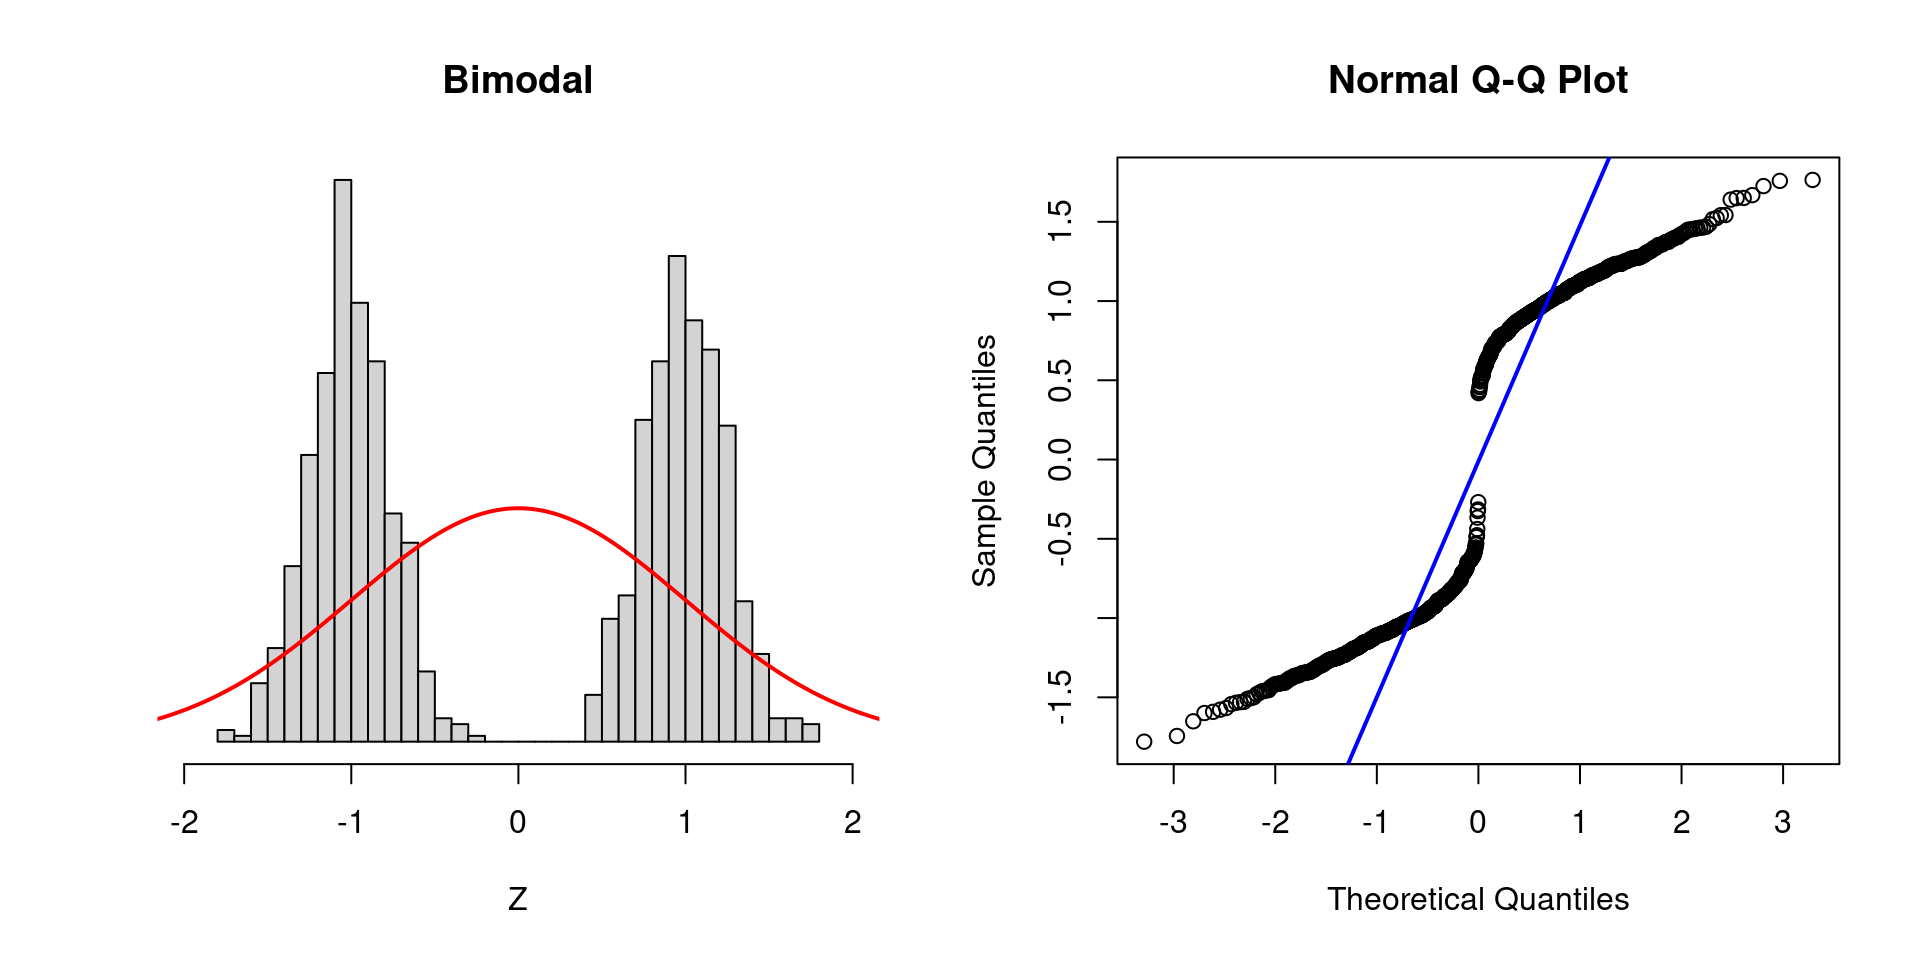 Bimodal
-2 -1 0 1 2
Z
Normal Q-Q Plot
Sample Quantiles
1.5
1.0
0.5
0.0
-0.5
-1.5
-3 -2 -1 0 1 2 3
Theoretical Quantiles